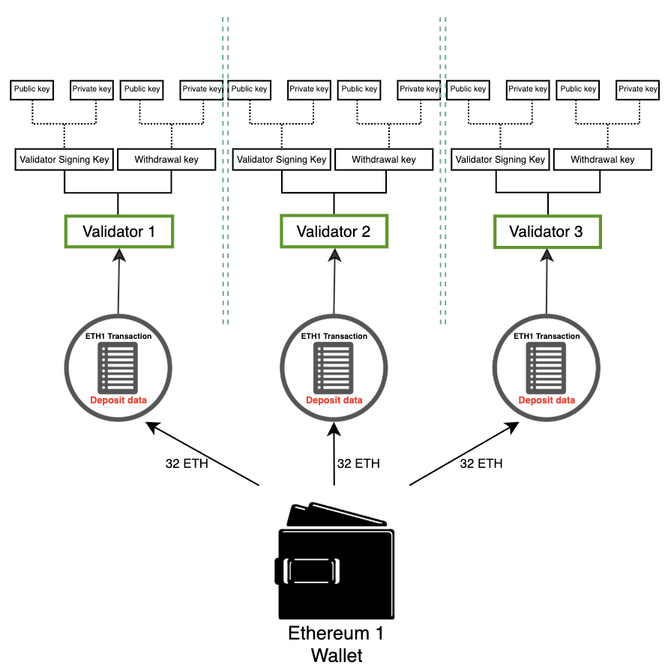 Public key Private key Public key Private key Public key Private key Public key Private key Public key Private key Public key Private key
Validator Signing Key Withdrawal key Validator Signing Key Withdrawal key Validator Signing Key Withdrawal key
Validator 1 Validator 2 Validator 3
ETH1 Transaction ETH1 Transaction ETH1 Transaction
Deposit data Deposit data Deposit data
32 ETH 32 ETH 32 ETH
Ethereum 1
Wallet